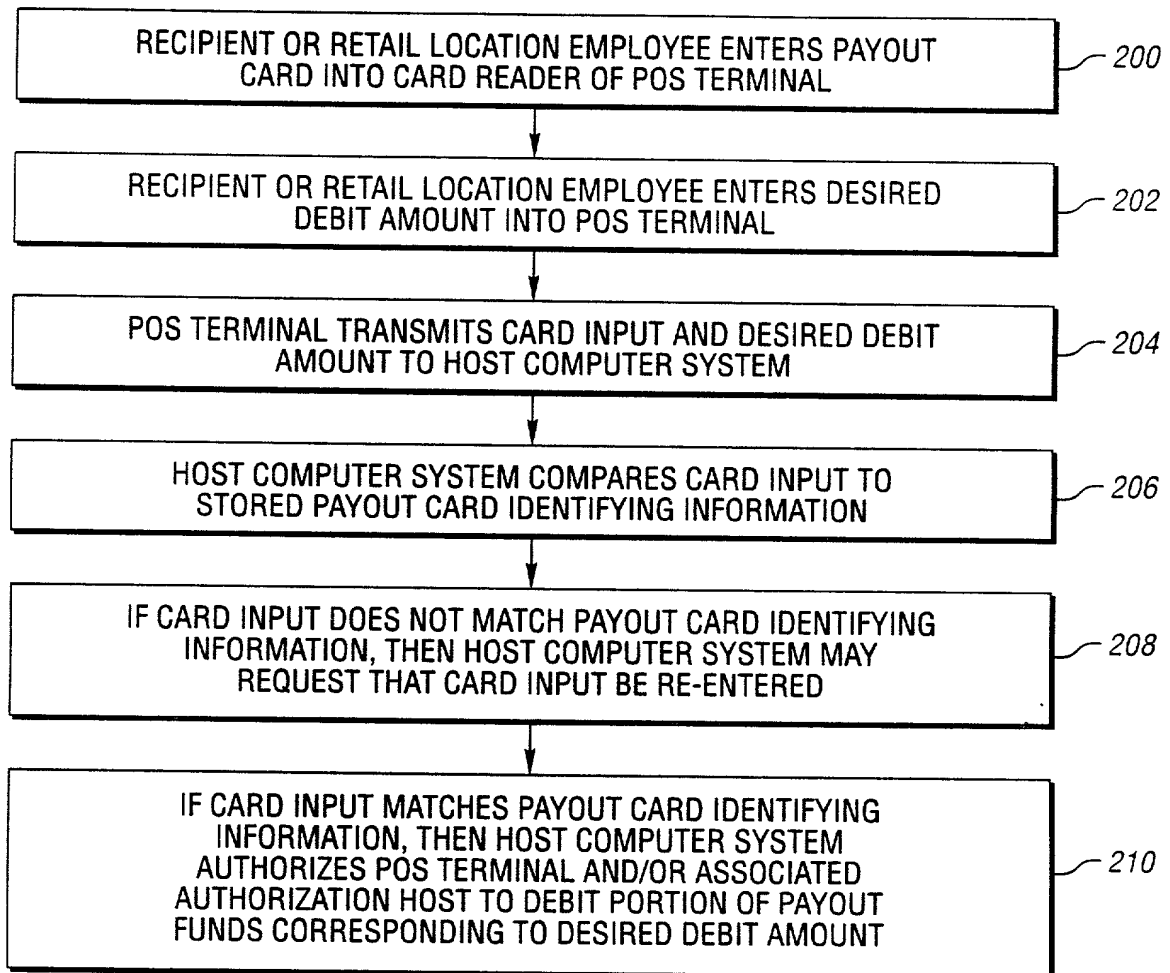 RECIPIENT OR RETAIL LOCATION EMPLOYEE ENTERS PAYOUT
CARD INTO CARD READER OF POS TERMINAL
200
RECIPIENT OR RETAIL LOCATION EMPLOYEE ENTERS DESIRED
DEBIT AMOUNT INTO POS TERMINAL
202
POS TERMINAL TRANSMITS CARD INPUT AND DESIRED DEBIT
AMOUNT TO HOST COMPUTER SYSTEM
204
HOST COMPUTER SYSTEM COMPARES CARD INPUT TO
STORED PAYOUT CARD IDENTIFYING INFORMATION
206
IF CARD INPUT DOES NOT MATCH PAYOUT CARD IDENTIFYING
INFORMATION, THEN HOST COMPUTER SYSTEM MAY
REQUEST THAT CARD INPUT BE RE-ENTERED
208
IF CARD INPUT MATCHES PAYOUT CARD IDENTIFYING
INFORMATION, THEN HOST COMPUTER SYSTEM
AUTHORIZES POS TERMINAL AND/OR ASSOCIATED
AUTHORIZATION HOST TO DEBIT PORTION OF PAYOUT
FUNDS CORRESPONDING TO DESIRED DEBIT AMOUNT
210